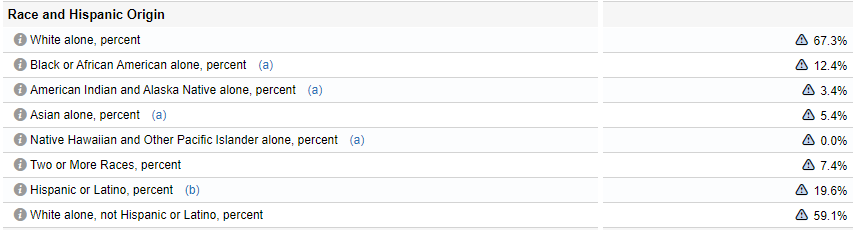 Race and Hispanic Origin
White alone, percent 67.3%
Black or African American alone, percent (a) 12.4%
American Indian and Alaska Native alone, percent (a) 3.4%
Asian alone, percent (a) 5.4%
Native Hawaiian and Other Pacific Islander alone, percent (a) 0.0%
Two or More Races, percent 7.4%
Hispanic or Latino, percent (b) 19.6%
White alone, not Hispanic or Latino, percent 59.1%